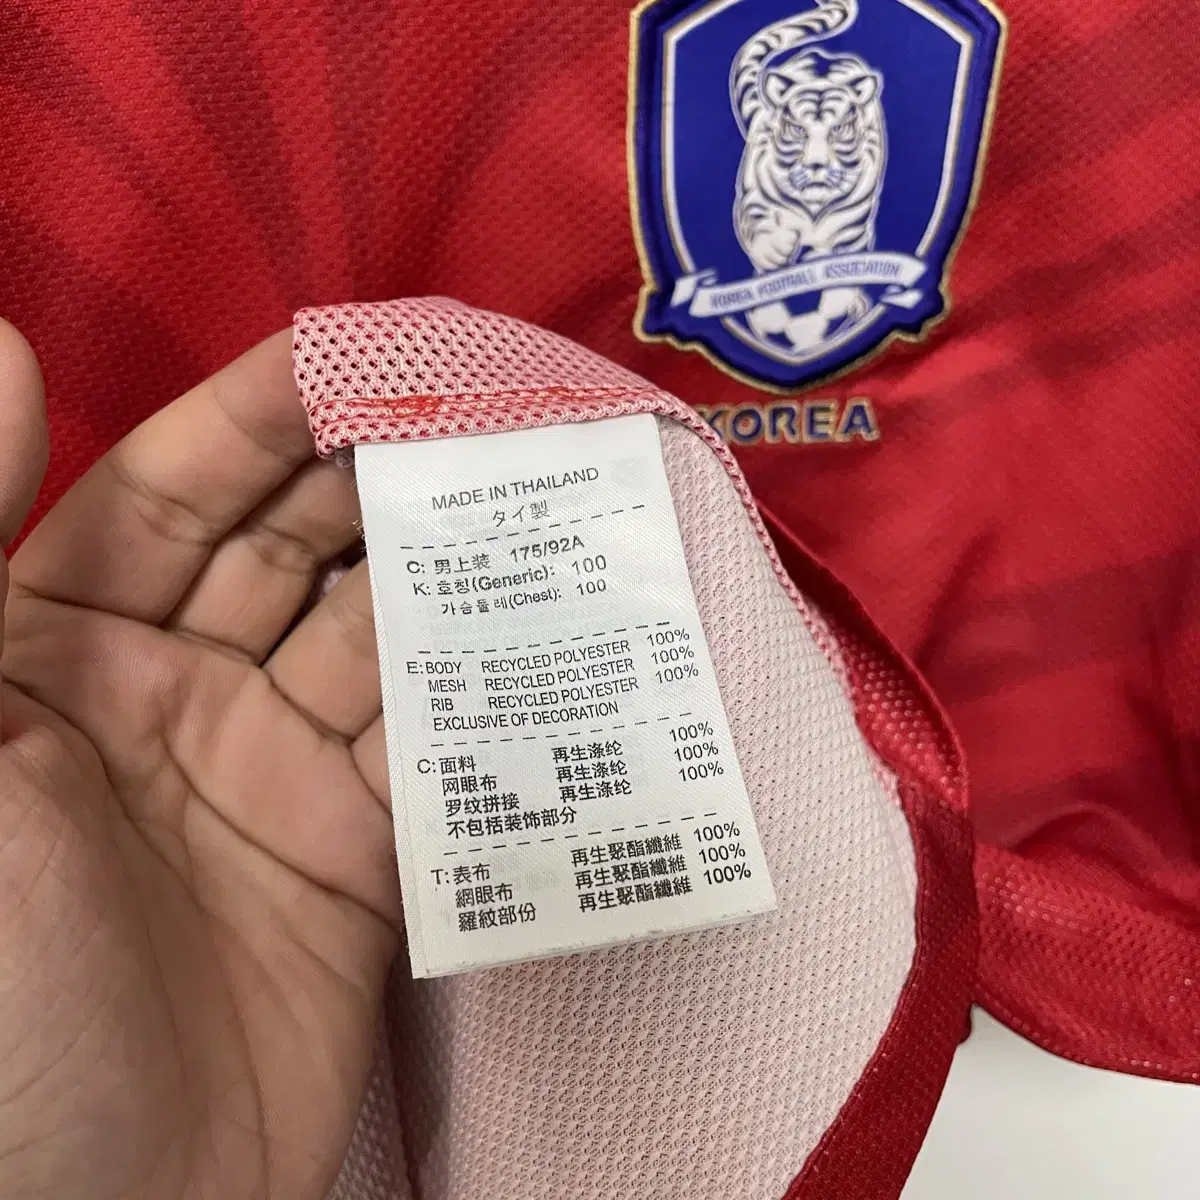 KOREA FOOTBALL ASSOCIATION
KOREA
MADE IN THAILAND
タイ製
C: 男上装 175/92A
K: 호칭(Generic): 100
가슴둘레(Chest): 100
E: BODY RECYCLED POLYESTER 100%
MESH RECYCLED POLYESTER 100%
RIB RECYCLED POLYESTER 100%
EXCLUSIVE OF DECORATION
C: 面料 再生涤纶 100%
网眼布 再生涤纶 100%
罗纹拼接 再生涤纶 100%
不包括装饰部分
T: 表布 再生聚酯纖維 100%
網眼布 再生聚酯纖維 100%
羅紋部份 再生聚酯纖維 100%